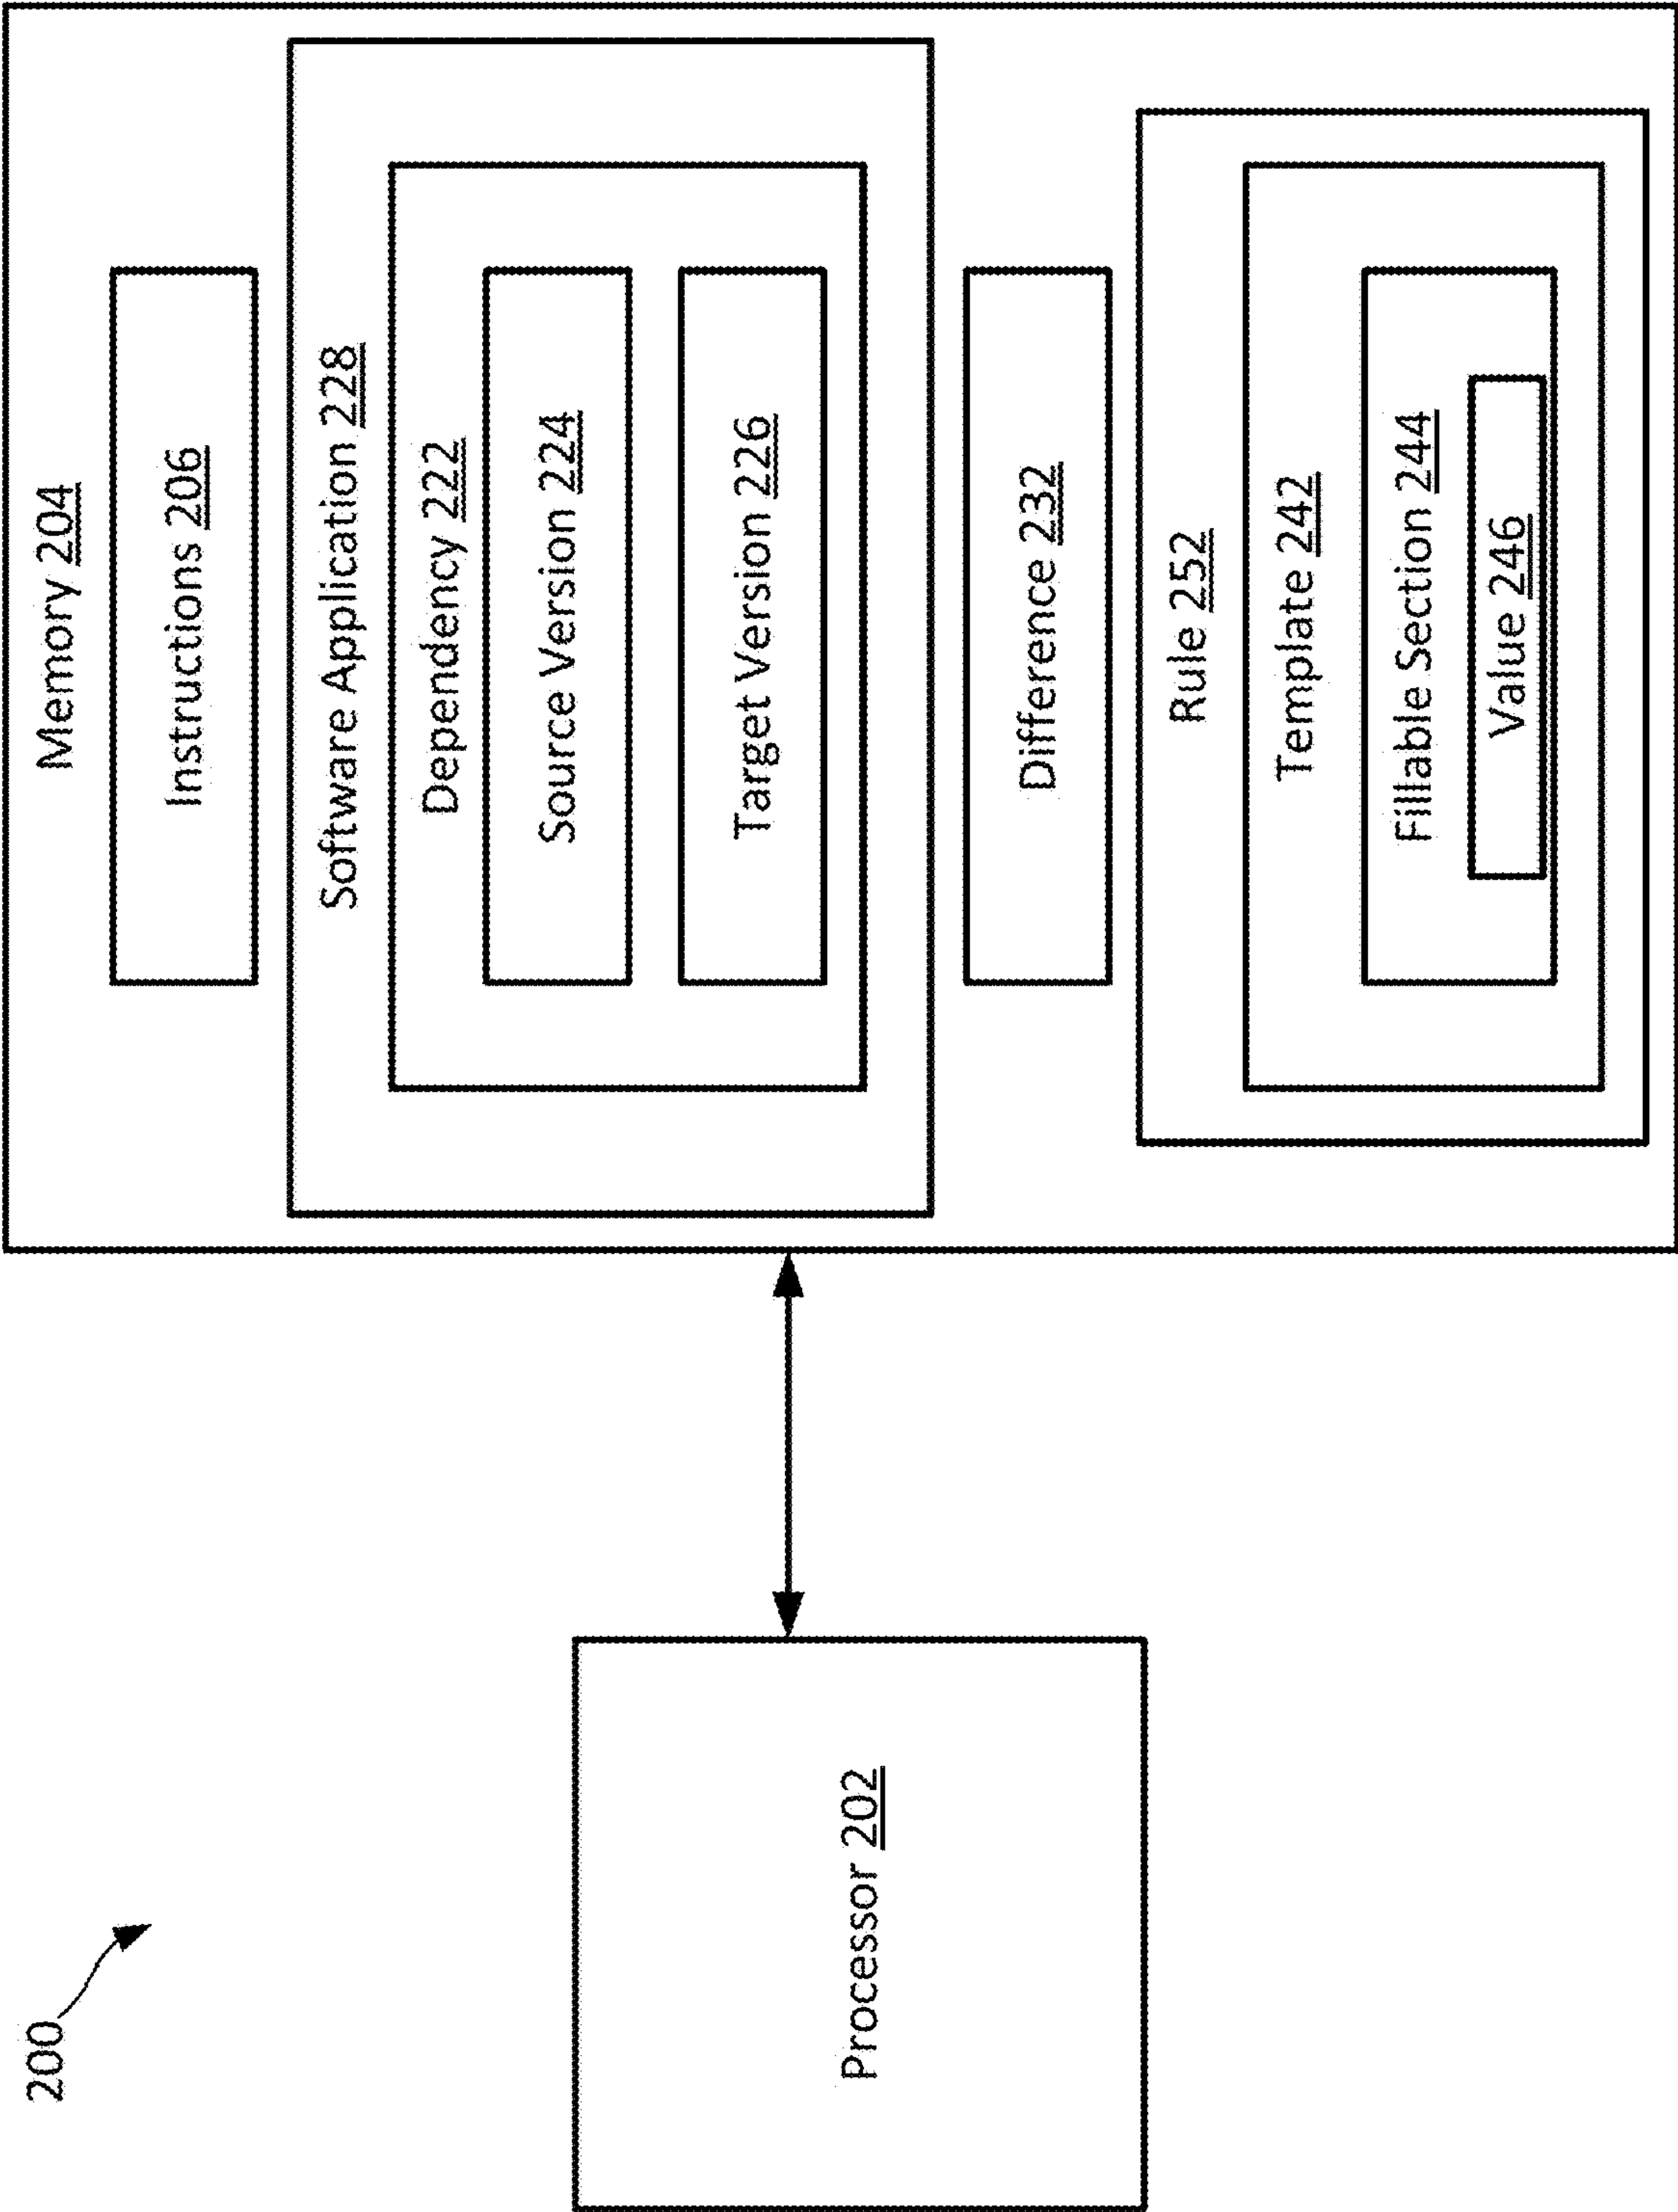 200
Processor 202
Memory 204
Instructions 206
Software Application 228
Dependency 222
Source Version 224
Target Version 226
Difference 232
Rule 252
Template 242
Fillable Section 244
Value 246